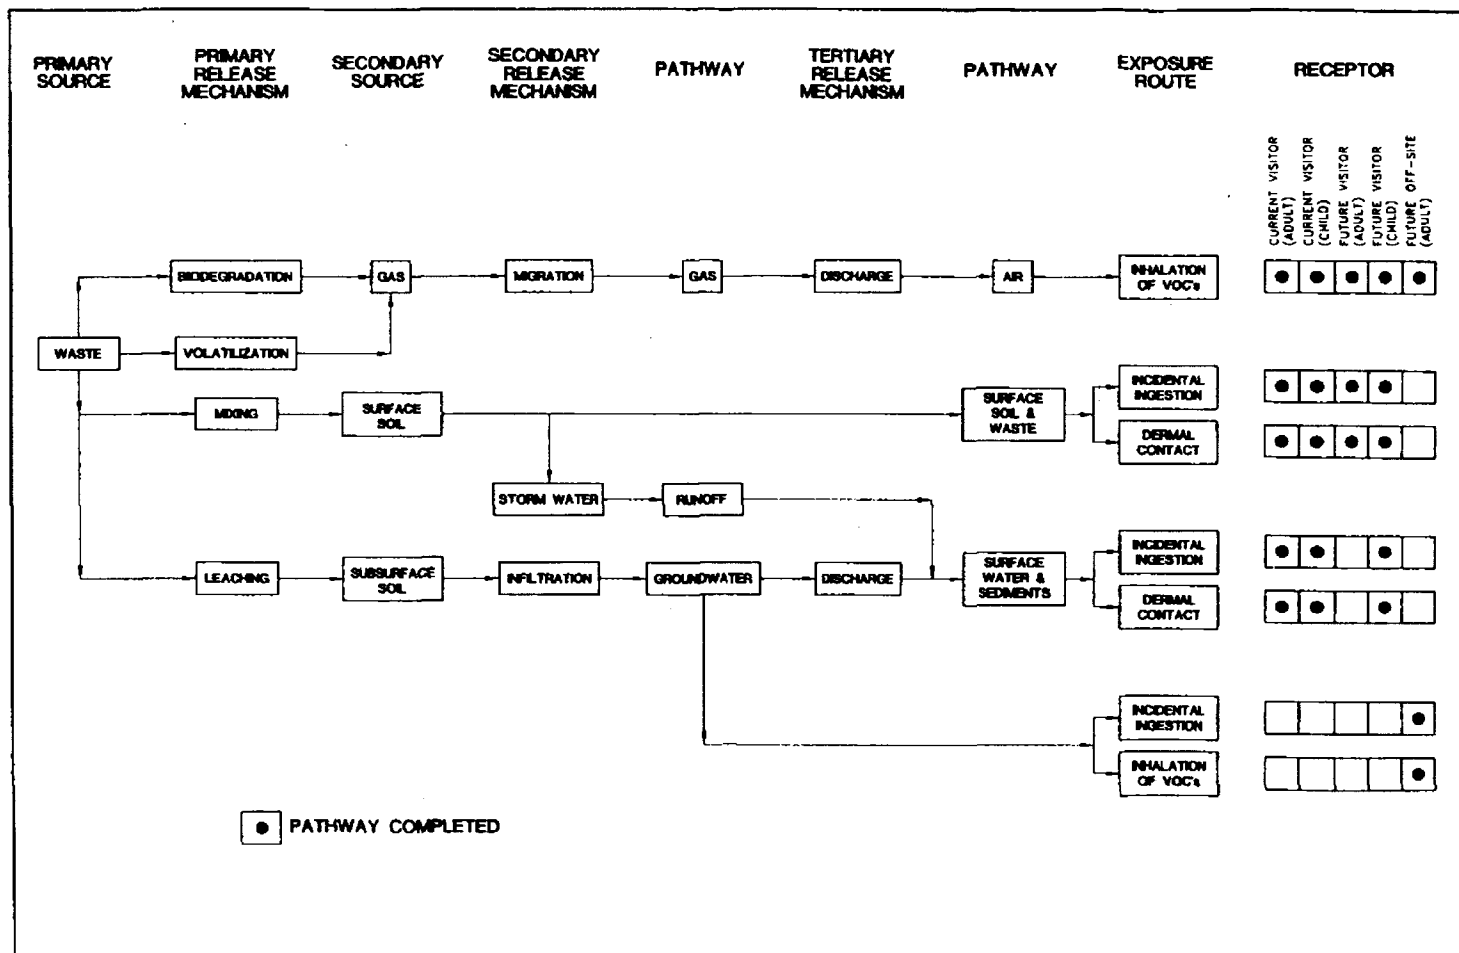 PRIMARY
SOURCE
PRIMARY
RELEASE
MECHANISM
SECONDARY
SOURCE
SECONDARY
RELEASE
MECHANISM
PATHWAY
TERTIARY
RELEASE
MECHANISM
PATHWAY
EXPOSURE
ROUTE
RECEPTOR
CURRENT VISITOR
(ADULT)
CURRENT VISITOR
(CHILD)
FUTURE VISITOR
(ADULT)
FUTURE VISITOR
(CHILD)
FUTURE OFF-SITE
(ADULT)
BIODEGRADATION
GAS
MIGRATION
GAS
DISCHARGE
AIR
INHALATION
OF VOC's
WASTE
VOLATILIZATION
MIXING
SURFACE
SOIL
SURFACE
SOIL &
WASTE
INCIDENTAL
INGESTION
DERMAL
CONTACT
STORM WATER
RUNOFF
LEACHING
SUBSURFACE
SOIL
INFILTRATION
GROUNDWATER
DISCHARGE
SURFACE
WATER &
SEDIMENTS
INCIDENTAL
INGESTION
DERMAL
CONTACT
INCIDENTAL
INGESTION
INHALATION
OF VOC's
PATHWAY COMPLETED